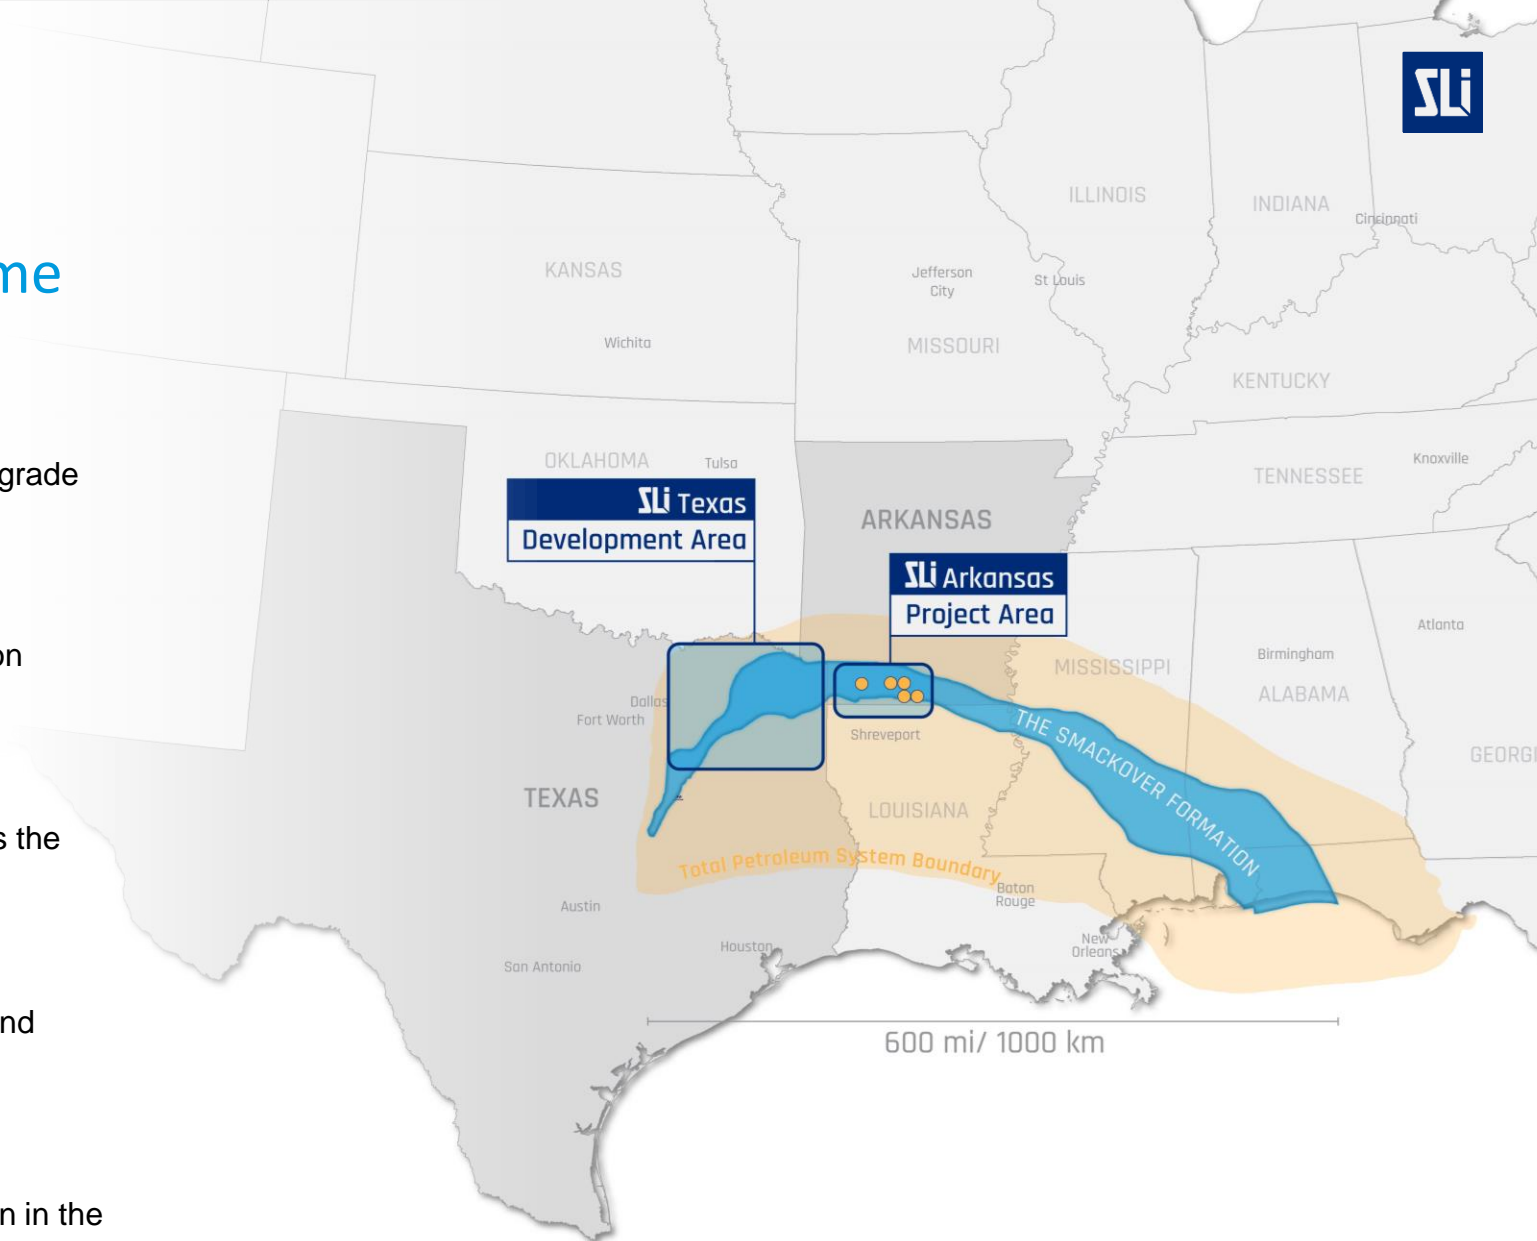 SLi
me
grade
on
s the
nd
n in the
ILLINOIS
INDIANA
Cincinnati
KANSAS
Jefferson
City
St Louis
Wichita
MISSOURI
KENTUCKY
OKLAHOMA
Tulsa
Knoxville
TENNESSEE
SLi Texas
Development Area
ARKANSAS
SLi Arkansas
Project Area
Atlanta
Birmingham
MISSISSIPPI
ALABAMA
Dallas
Fort Worth
Shreveport
THE SMACKOVER FORMATION
GEORGI
TEXAS
LOUISIANA
Total Petroleum System Boundary
Baton
Rouge
Austin
New
Orleans
Houston
San Antonio
600 mi/ 1000 km